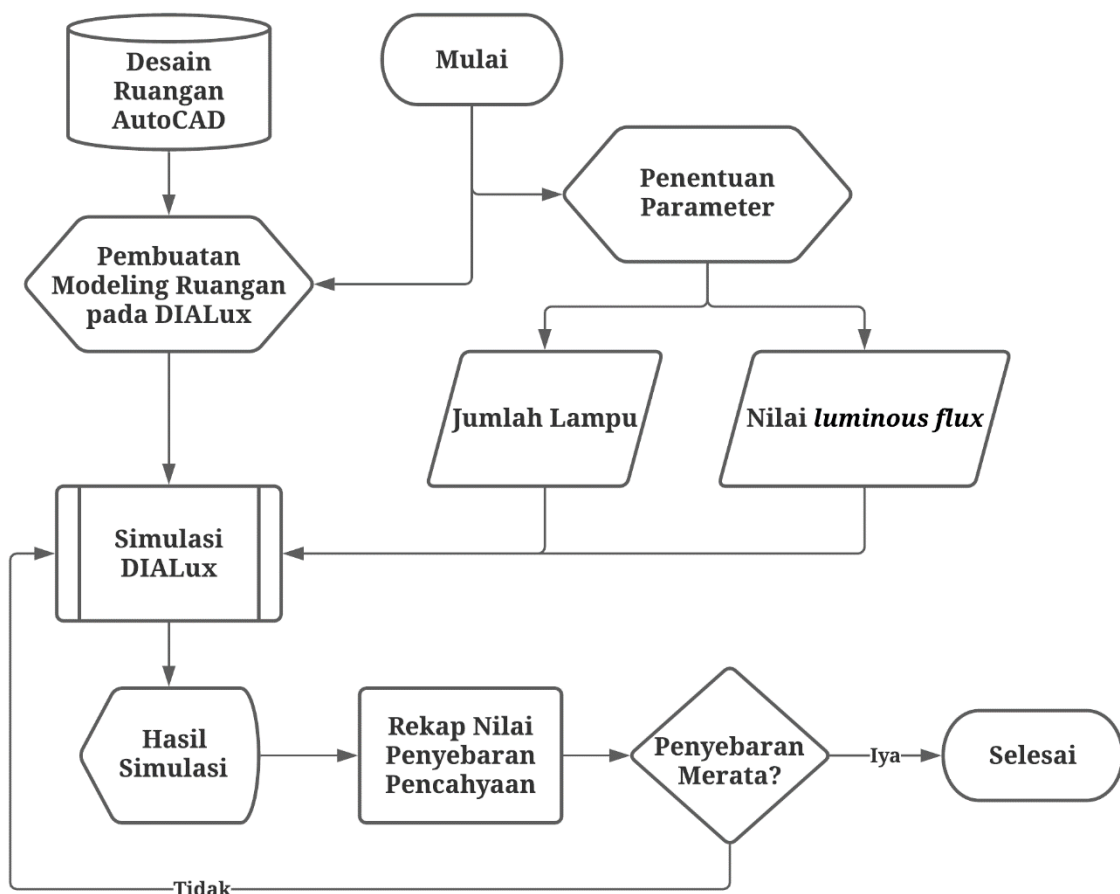 Desain
Ruangan
AutoCAD
Mulai
Penentuan
Parameter
Pembuatan
Modeling Ruangan
pada DIALux
Jumlah Lampu
Nilai luminous flux
Simulasi
DIALux
Hasil
Simulasi
Rekap Nilai
Penyebaran
Pencahyaan
Penyebaran
Merata?
Iya
Selesai
Tidak